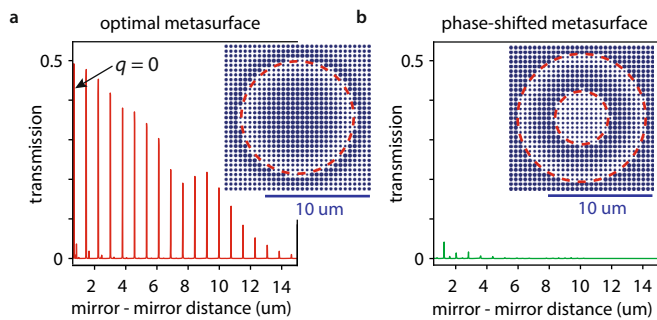 a
optimal metasurface
0.5
q = 0
transmission
0
10 um
2 4 6 8 10 12 14
mirror - mirror distance (um)
b
phase-shifted metasurface
0.5
transmission
0
10 um
2 4 6 8 10 12 14
mirror - mirror distance (um)